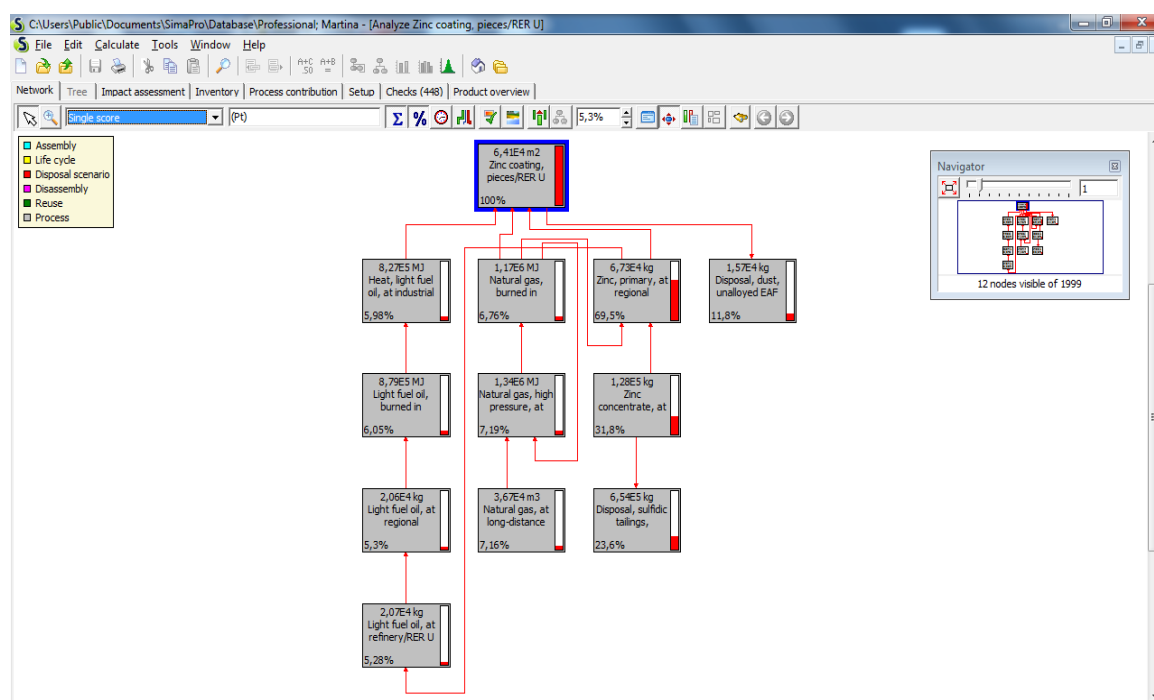 C:\Users\Public\Documents\SimaPro\Database\Professional; Martina - [Analyze Zinc coating, pieces/RER U]
File Edit Calculate Tools Window Help
Network Tree Impact assessment Inventory Process contribution Setup Checks (448) Product overview
Single score (Pt) Σ % 5,3%
Assembly
Life cycle
Disposal scenario
Disassembly
Reuse
Process
6,41E4 m2
Zinc coating,
pieces/RER U
100%
Navigator
1
12 nodes visible of 1999
8,27E5 MJ
Heat, light fuel
oil, at industrial
5,98%
1,17E6 MJ
Natural gas,
burned in
6,76%
6,73E4 kg
Zinc, primary, at
regional
69,5%
1,57E4 kg
Disposal, dust,
unalloyed EAF
11,8%
8,79E5 MJ
Light fuel oil,
burned in
6,05%
1,34E6 MJ
Natural gas, high
pressure, at
7,19%
1,28E5 kg
Zinc
concentrate, at
31,8%
2,06E4 kg
Light fuel oil, at
regional
5,3%
3,67E4 m3
Natural gas, at
long-distance
7,16%
6,54E5 kg
Disposal, sulfidic
tailings,
23,6%
2,07E4 kg
Light fuel oil, at
refinery/RER U
5,28%